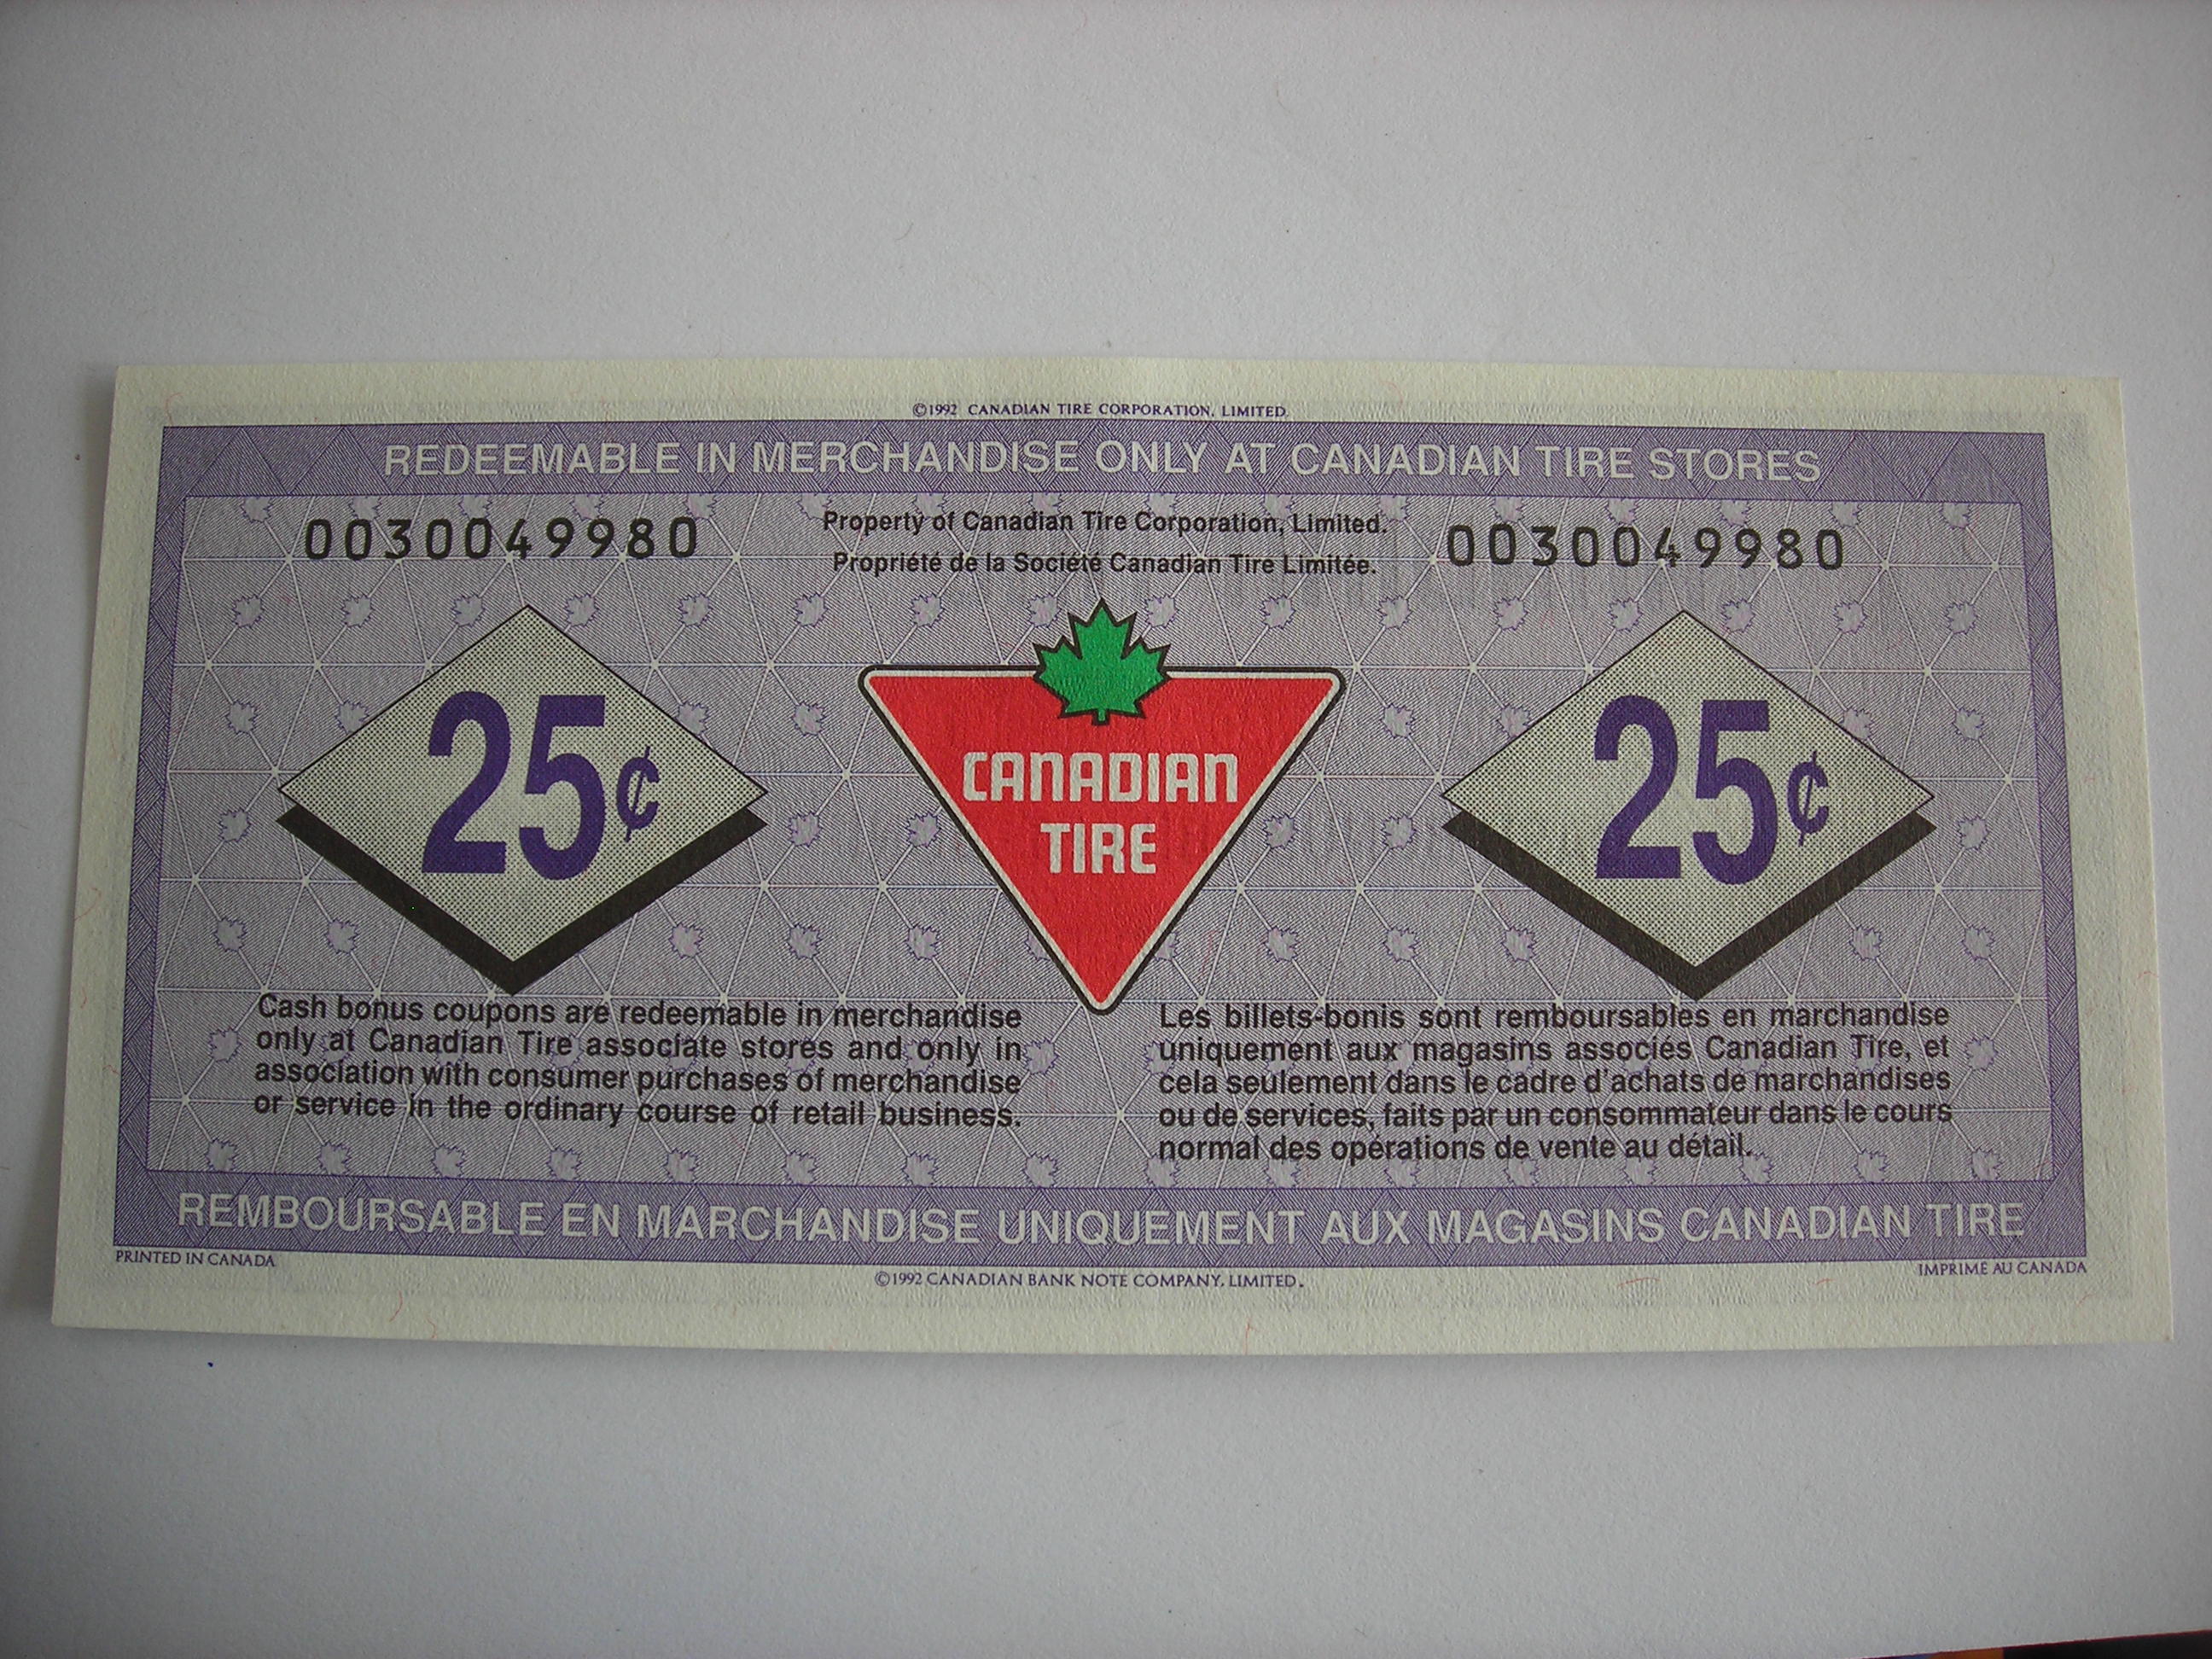 ©1992 CANADIAN TIRE CORPORATION, LIMITED.
REDEEMABLE IN MERCHANDISE ONLY AT CANADIAN TIRE STORES
0030049980
Property of Canadian Tire Corporation, Limited.
Propriété de la Société Canadian Tire Limitée.
0030049980
25¢
CANADIAN
TIRE
25¢
Cash bonus coupons are redeemable in merchandise
only at Canadian Tire associate stores and only in
association with consumer purchases of merchandise
or service in the ordinary course of retail business.
Les billets-bonis sont remboursables en marchandise
uniquement aux magasins associés Canadian Tire, et
cela seulement dans le cadre d'achats de marchandises
ou de services, faits par un consommateur dans le cours
normal des opérations de vente au détail.
REMBOURSABLE EN MARCHANDISE UNIQUEMENT AUX MAGASINS CANADIAN TIRE
PRINTED IN CANADA
©1992 CANADIAN BANK NOTE COMPANY, LIMITED.
IMPRIMÉ AU CANADA